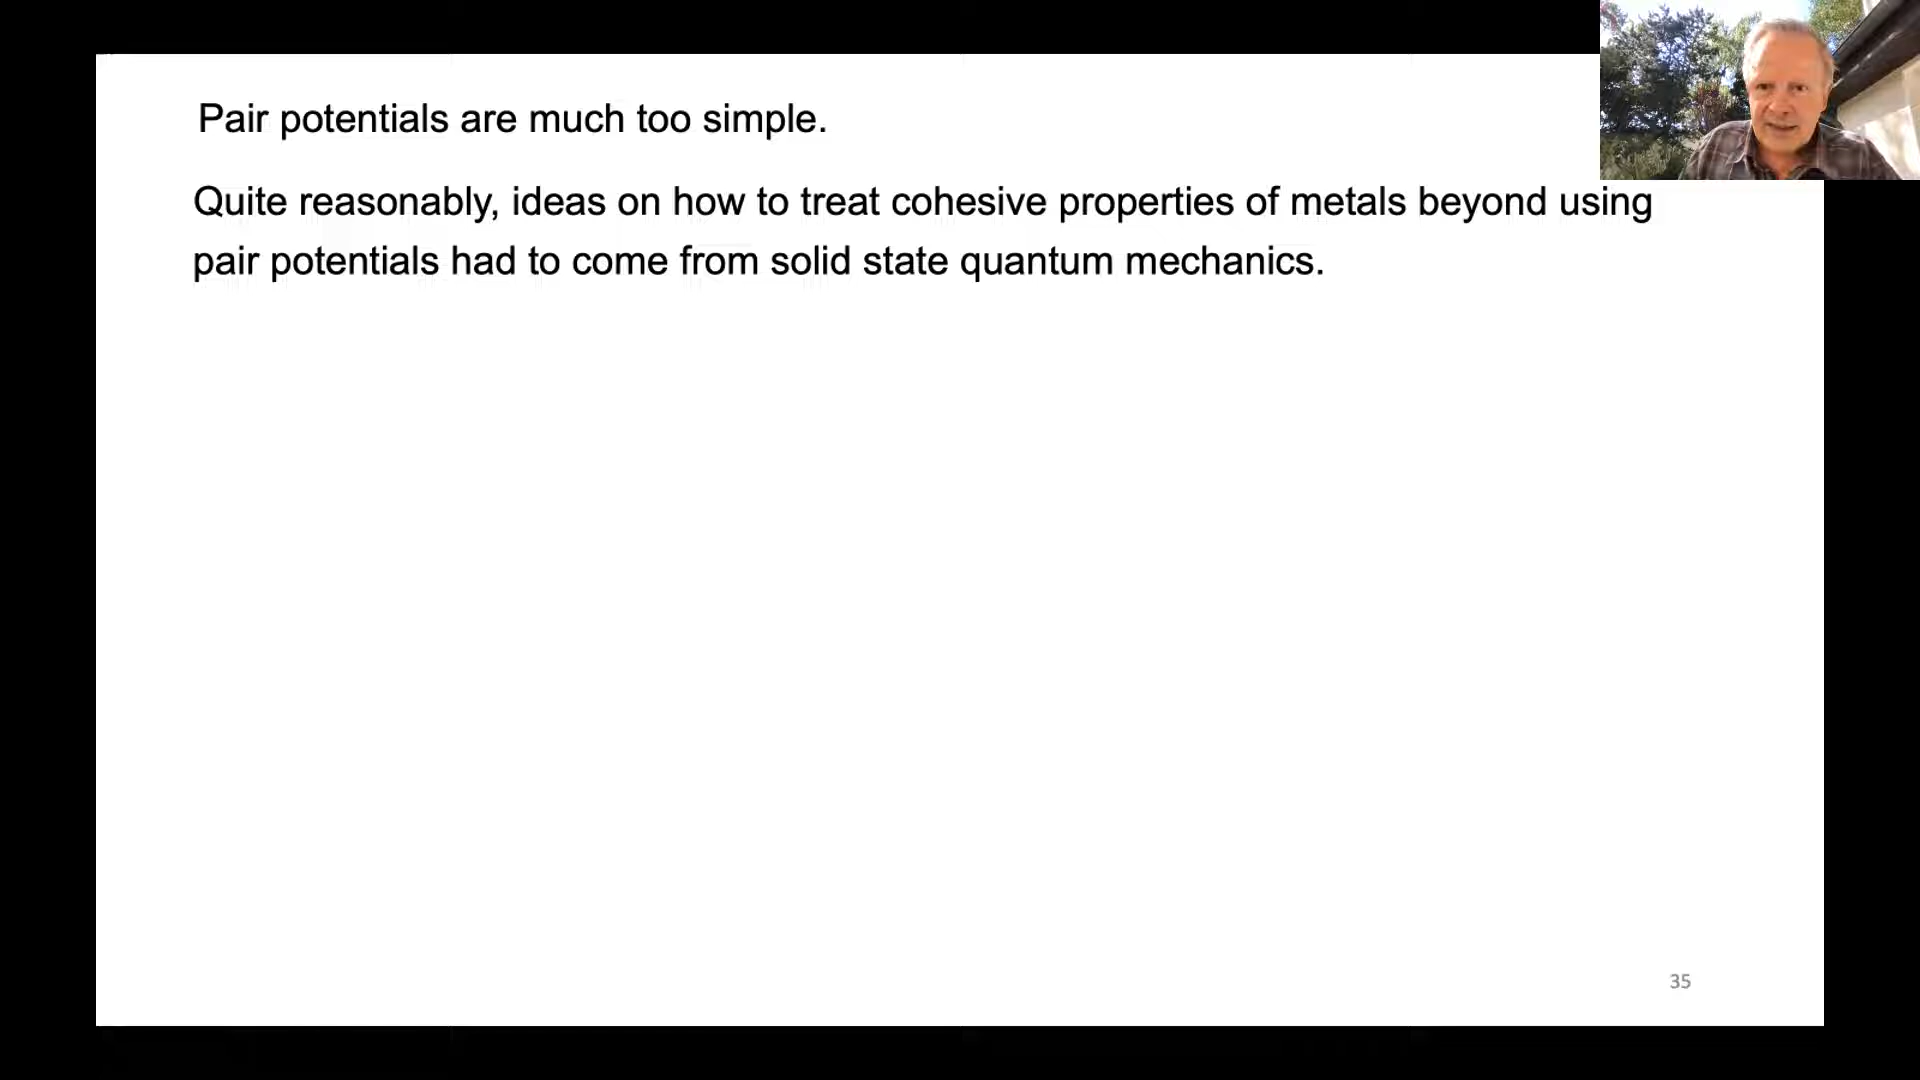 Pair potentials are much too simple.
Quite reasonably, ideas on how to treat cohesive properties of metals beyond using
pair potentials had to come from solid state quantum mechanics.
35